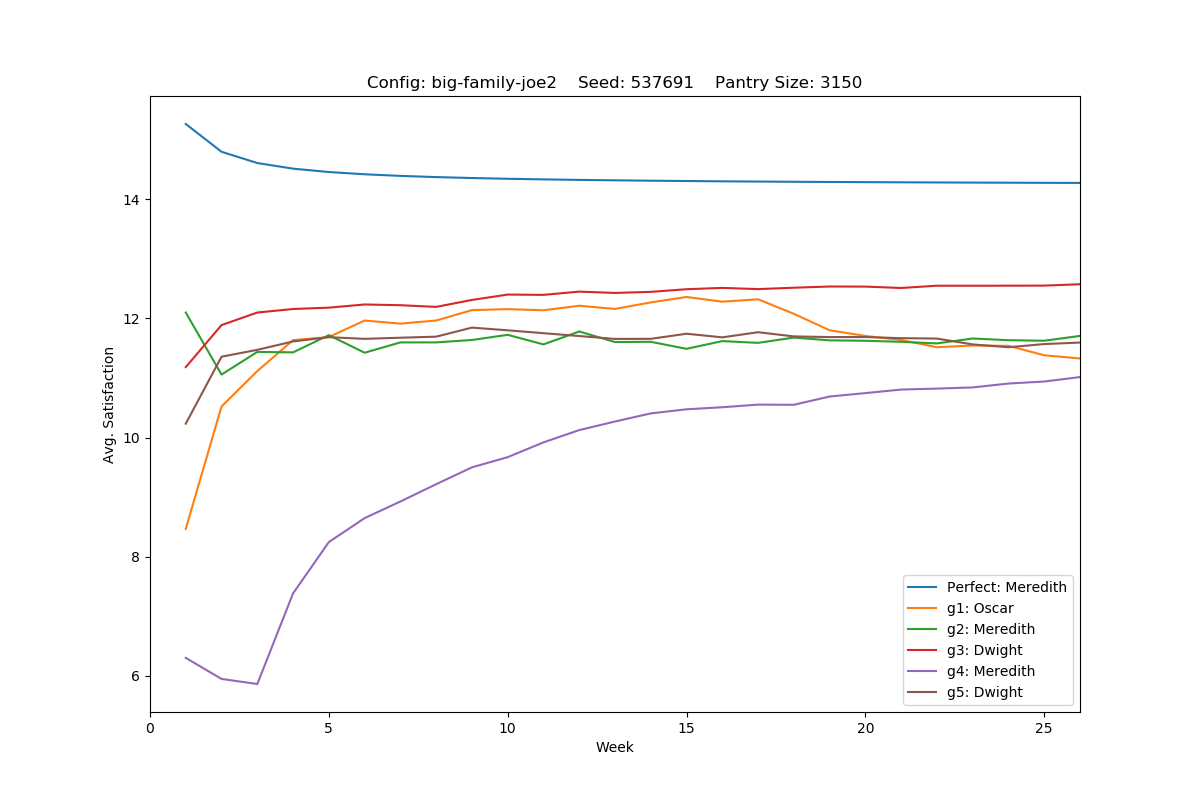 Config: big-family-joe2    Seed: 537691    Pantry Size: 3150
Avg. Satisfaction
14
12
10
8
6
0 5 10 15 20 25
Week
Perfect: Meredith
g1: Oscar
g2: Meredith
g3: Dwight
g4: Meredith
g5: Dwight